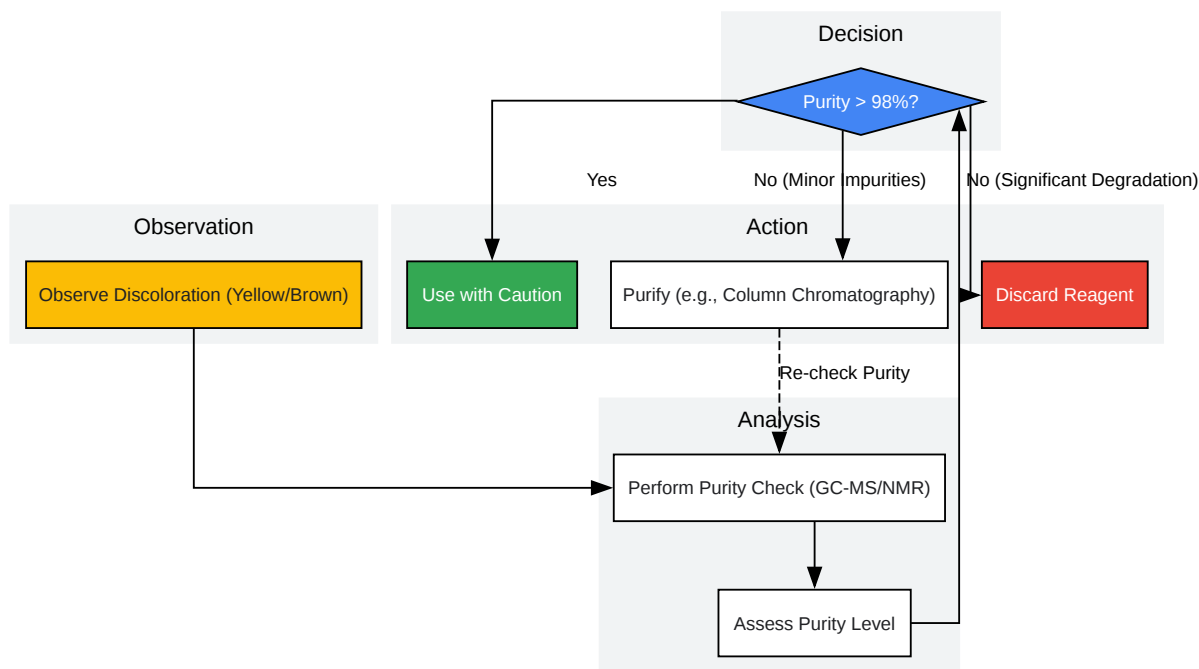 Decision
Purity > 98%?
Yes
No (Minor Impurities)
No (Significant Degradation)
Observation
Action
Observe Discoloration (Yellow/Brown)
Use with Caution
Purify (e.g., Column Chromatography)
Discard Reagent
Re-check Purity
Analysis
Perform Purity Check (GC-MS/NMR)
Assess Purity Level